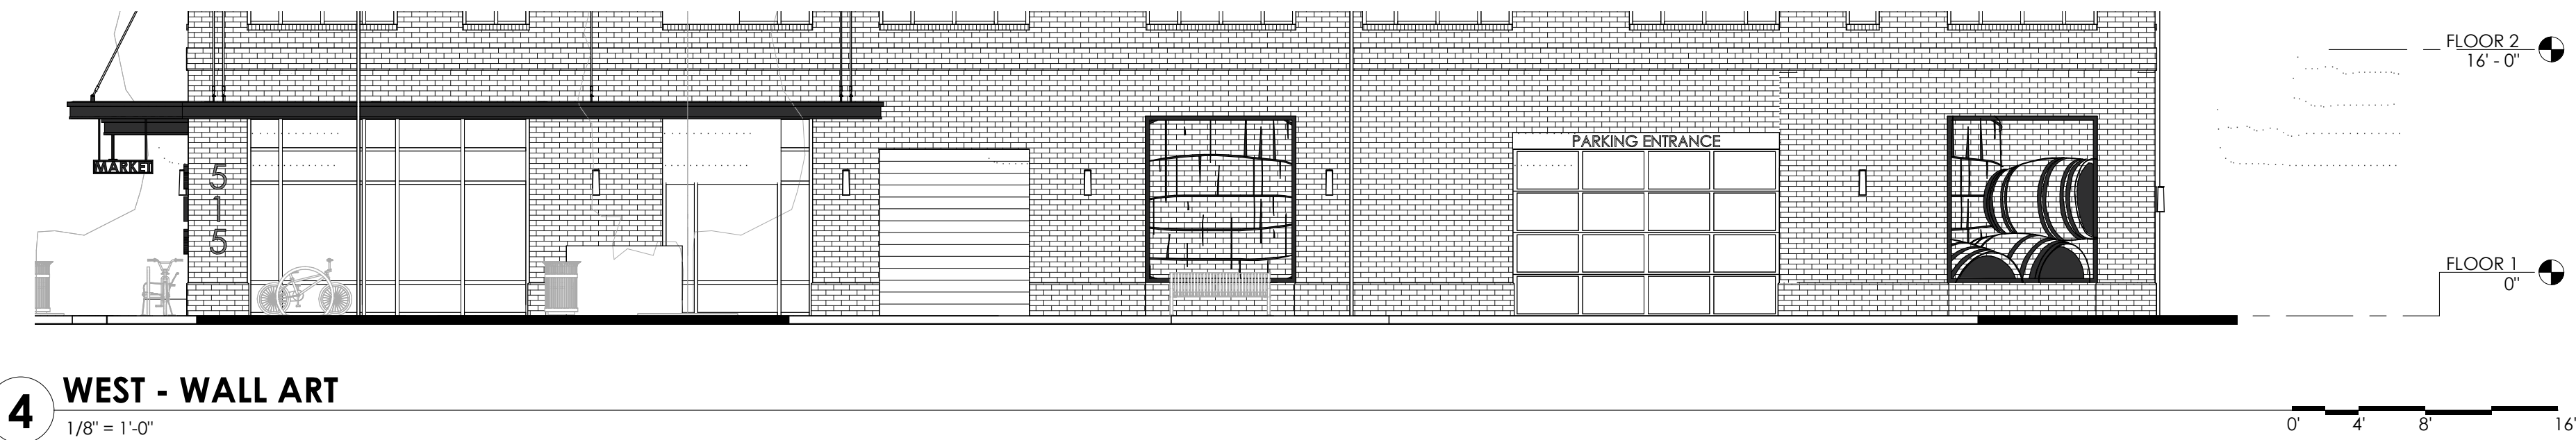 FLOOR 2
16' - 0"
PARKING ENTRANCE
MARKET
5
1
5
FLOOR 1
0"
4
WEST - WALL ART
1/8" = 1'-0"
0' 4' 8' 16'